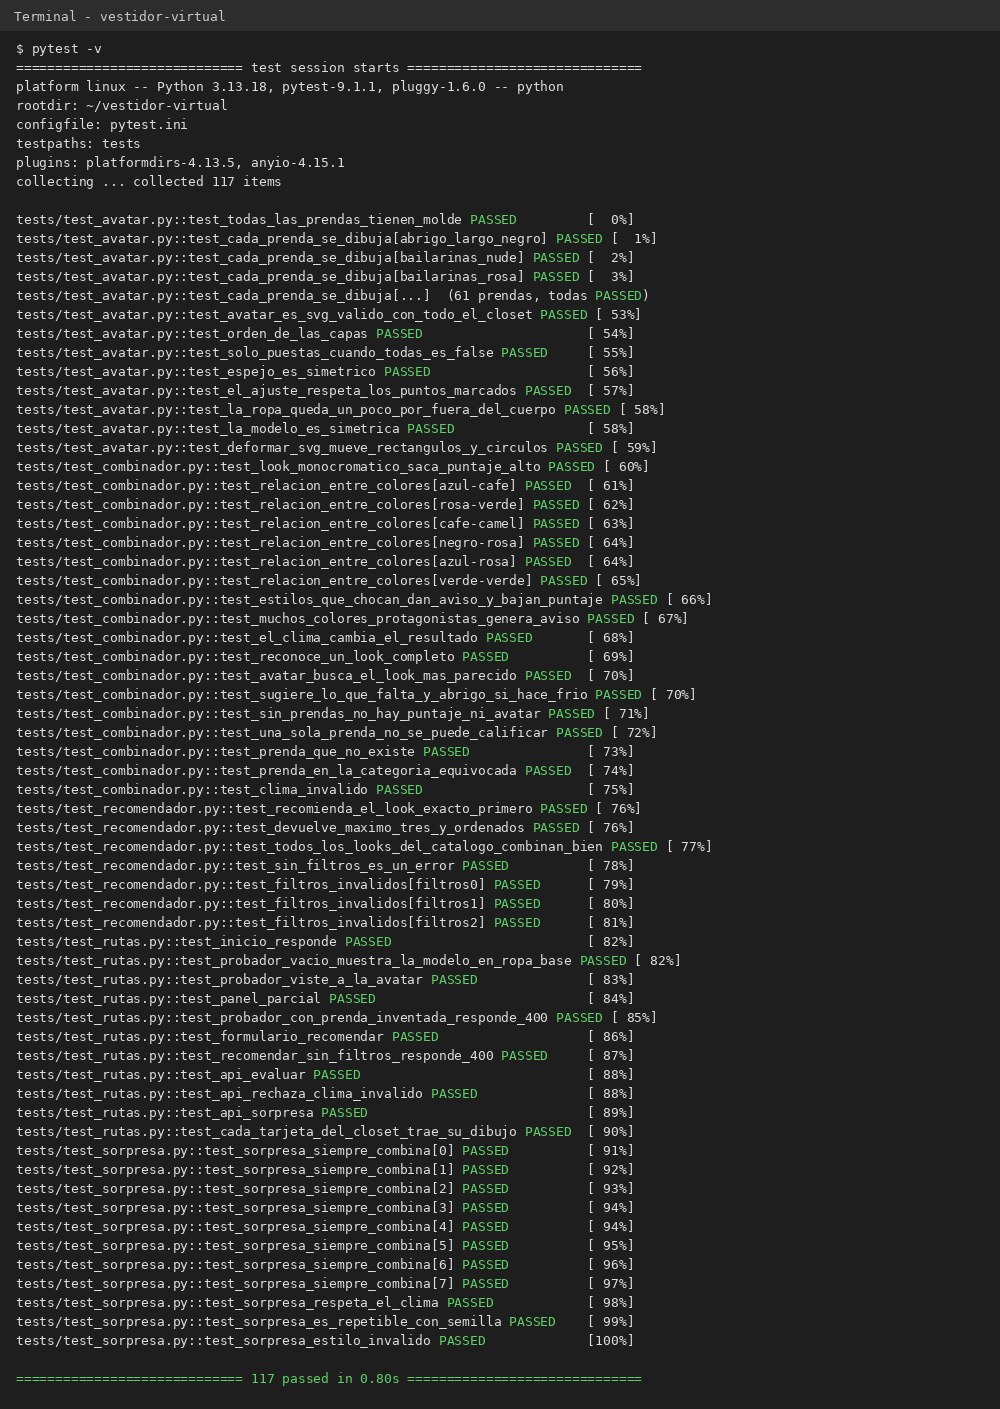 Terminal - vestidor-virtual
$ pytest -v
============================= test session starts ==============================
platform linux -- Python 3.13.18, pytest-9.1.1, pluggy-1.6.0 -- python
rootdir: ~/vestidor-virtual
configfile: pytest.ini
testpaths: tests
plugins: platformdirs-4.13.5, anyio-4.15.1
collecting ... collected 117 items
tests/test_avatar.py::test_todas_las_prendas_tienen_molde PASSED         [  0%]
tests/test_avatar.py::test_cada_prenda_se_dibuja[abrigo_largo_negro] PASSED [  1%]
tests/test_avatar.py::test_cada_prenda_se_dibuja[bailarinas_nude] PASSED [  2%]
tests/test_avatar.py::test_cada_prenda_se_dibuja[bailarinas_rosa] PASSED [  3%]
tests/test_avatar.py::test_cada_prenda_se_dibuja[...]  (61 prendas, todas PASSED)
tests/test_avatar.py::test_avatar_es_svg_valido_con_todo_el_closet PASSED [ 53%]
tests/test_avatar.py::test_orden_de_las_capas PASSED                     [ 54%]
tests/test_avatar.py::test_solo_puestas_cuando_todas_es_false PASSED     [ 55%]
tests/test_avatar.py::test_espejo_es_simetrico PASSED                    [ 56%]
tests/test_avatar.py::test_el_ajuste_respeta_los_puntos_marcados PASSED  [ 57%]
tests/test_avatar.py::test_la_ropa_queda_un_poco_por_fuera_del_cuerpo PASSED [ 58%]
tests/test_avatar.py::test_la_modelo_es_simetrica PASSED                 [ 58%]
tests/test_avatar.py::test_deformar_svg_mueve_rectangulos_y_circulos PASSED [ 59%]
tests/test_combinador.py::test_look_monocromatico_saca_puntaje_alto PASSED [ 60%]
tests/test_combinador.py::test_relacion_entre_colores[azul-cafe] PASSED  [ 61%]
tests/test_combinador.py::test_relacion_entre_colores[rosa-verde] PASSED [ 62%]
tests/test_combinador.py::test_relacion_entre_colores[cafe-camel] PASSED [ 63%]
tests/test_combinador.py::test_relacion_entre_colores[negro-rosa] PASSED [ 64%]
tests/test_combinador.py::test_relacion_entre_colores[azul-rosa] PASSED  [ 64%]
tests/test_combinador.py::test_relacion_entre_colores[verde-verde] PASSED [ 65%]
tests/test_combinador.py::test_estilos_que_chocan_dan_aviso_y_bajan_puntaje PASSED [ 66%]
tests/test_combinador.py::test_muchos_colores_protagonistas_genera_aviso PASSED [ 67%]
tests/test_combinador.py::test_el_clima_cambia_el_resultado PASSED       [ 68%]
tests/test_combinador.py::test_reconoce_un_look_completo PASSED          [ 69%]
tests/test_combinador.py::test_avatar_busca_el_look_mas_parecido PASSED  [ 70%]
tests/test_combinador.py::test_sugiere_lo_que_falta_y_abrigo_si_hace_frio PASSED [ 70%]
tests/test_combinador.py::test_sin_prendas_no_hay_puntaje_ni_avatar PASSED [ 71%]
tests/test_combinador.py::test_una_sola_prenda_no_se_puede_calificar PASSED [ 72%]
tests/test_combinador.py::test_prenda_que_no_existe PASSED               [ 73%]
tests/test_combinador.py::test_prenda_en_la_categoria_equivocada PASSED  [ 74%]
tests/test_combinador.py::test_clima_invalido PASSED                     [ 75%]
tests/test_recomendador.py::test_recomienda_el_look_exacto_primero PASSED [ 76%]
tests/test_recomendador.py::test_devuelve_maximo_tres_y_ordenados PASSED [ 76%]
tests/test_recomendador.py::test_todos_los_looks_del_catalogo_combinan_bien PASSED [ 77%]
tests/test_recomendador.py::test_sin_filtros_es_un_error PASSED          [ 78%]
tests/test_recomendador.py::test_filtros_invalidos[filtros0] PASSED      [ 79%]
tests/test_recomendador.py::test_filtros_invalidos[filtros1] PASSED      [ 80%]
tests/test_recomendador.py::test_filtros_invalidos[filtros2] PASSED      [ 81%]
tests/test_rutas.py::test_inicio_responde PASSED                         [ 82%]
tests/test_rutas.py::test_probador_vacio_muestra_la_modelo_en_ropa_base PASSED [ 82%]
tests/test_rutas.py::test_probador_viste_a_la_avatar PASSED              [ 83%]
tests/test_rutas.py::test_panel_parcial PASSED                           [ 84%]
tests/test_rutas.py::test_probador_con_prenda_inventada_responde_400 PASSED [ 85%]
tests/test_rutas.py::test_formulario_recomendar PASSED                   [ 86%]
tests/test_rutas.py::test_recomendar_sin_filtros_responde_400 PASSED     [ 87%]
tests/test_rutas.py::test_api_evaluar PASSED                             [ 88%]
tests/test_rutas.py::test_api_rechaza_clima_invalido PASSED              [ 88%]
tests/test_rutas.py::test_api_sorpresa PASSED                            [ 89%]
tests/test_rutas.py::test_cada_tarjeta_del_closet_trae_su_dibujo PASSED  [ 90%]
tests/test_sorpresa.py::test_sorpresa_siempre_combina[0] PASSED          [ 91%]
tests/test_sorpresa.py::test_sorpresa_siempre_combina[1] PASSED          [ 92%]
tests/test_sorpresa.py::test_sorpresa_siempre_combina[2] PASSED          [ 93%]
tests/test_sorpresa.py::test_sorpresa_siempre_combina[3] PASSED          [ 94%]
tests/test_sorpresa.py::test_sorpresa_siempre_combina[4] PASSED          [ 94%]
tests/test_sorpresa.py::test_sorpresa_siempre_combina[5] PASSED          [ 95%]
tests/test_sorpresa.py::test_sorpresa_siempre_combina[6] PASSED          [ 96%]
tests/test_sorpresa.py::test_sorpresa_siempre_combina[7] PASSED          [ 97%]
tests/test_sorpresa.py::test_sorpresa_respeta_el_clima PASSED            [ 98%]
tests/test_sorpresa.py::test_sorpresa_es_repetible_con_semilla PASSED    [ 99%]
tests/test_sorpresa.py::test_sorpresa_estilo_invalido PASSED             [100%]
============================= 117 passed in 0.80s ==============================